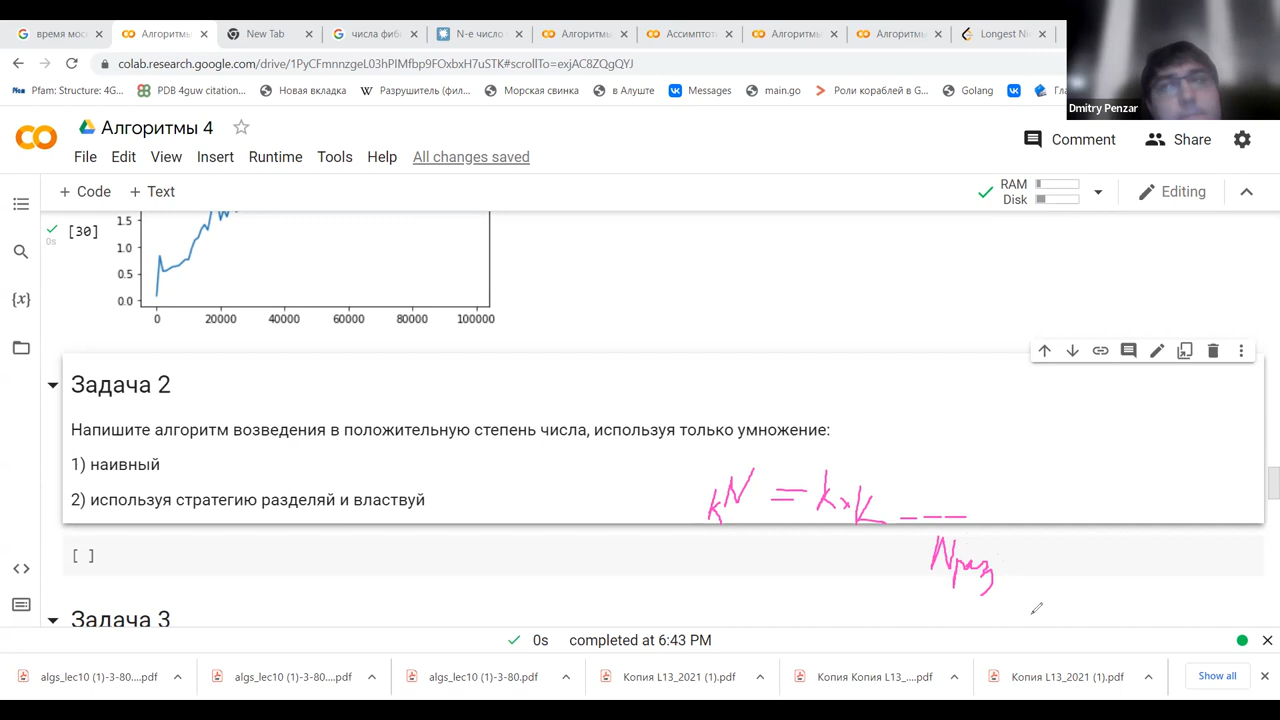 время мос
Алгоритмы
New Tab
числа фибо
N-е число
Алгоритмы
Ассимптот
Алгоритмы
Алгоритмы
Longest Ni
colab.research.google.com/drive/1PyCFmnnzgeL03hPIMfbp9FOxbxH7uSTK#scrollTo=exjAC8ZQgQYJ
Pfam: Structure: 4G...
PDB 4guw citation...
Новая вкладка
Разрушитель (фил...
Морская свинка
в Алуште
Messages
main.go
Роли кораблей в G...
Golang
Dmitry Penzar
Алгоритмы 4
Comment
Share
File Edit View Insert Runtime Tools Help All changes saved
+ Code + Text
RAM
Disk
Editing
[30]
1.5
1.0
0.5
0.0
0 20000 40000 60000 80000 100000
Задача 2
Напишите алгоритм возведения в положительную степень числа, используя только умножение:
1) наивный
2) используя стратегию разделяй и властвуй
k^N = k × k _ _ _
N раз
[ ]
Задача 3
0s completed at 6:43 PM
algs_lec10 (1)-3-80....pdf
algs_lec10 (1)-3-80....pdf
algs_lec10 (1)-3-80.pdf
Копия L13_2021 (1).pdf
Копия Копия L13_....pdf
Копия L13_2021 (1).pdf
Show all